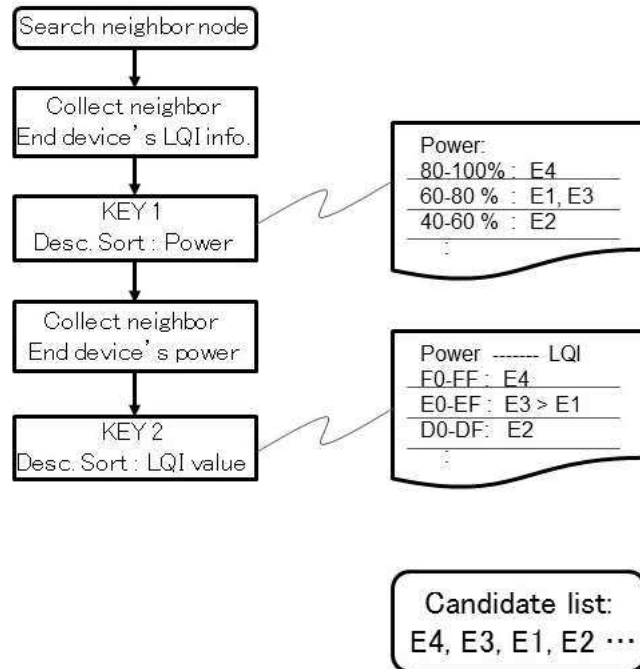 Search neighbor node
Collect neighbor
End device's LQI info.
KEY 1
Desc. Sort : Power
Collect neighbor
End device's power
KEY 2
Desc. Sort : LQI value
Power:
80-100% : E4
60-80 % : E1, E3
40-60 % : E2
:
Power ------- LQI
F0-FF : E4
E0-EF : E3 > E1
D0-DF: E2
:
Candidate list:
E4, E3, E1, E2 ···